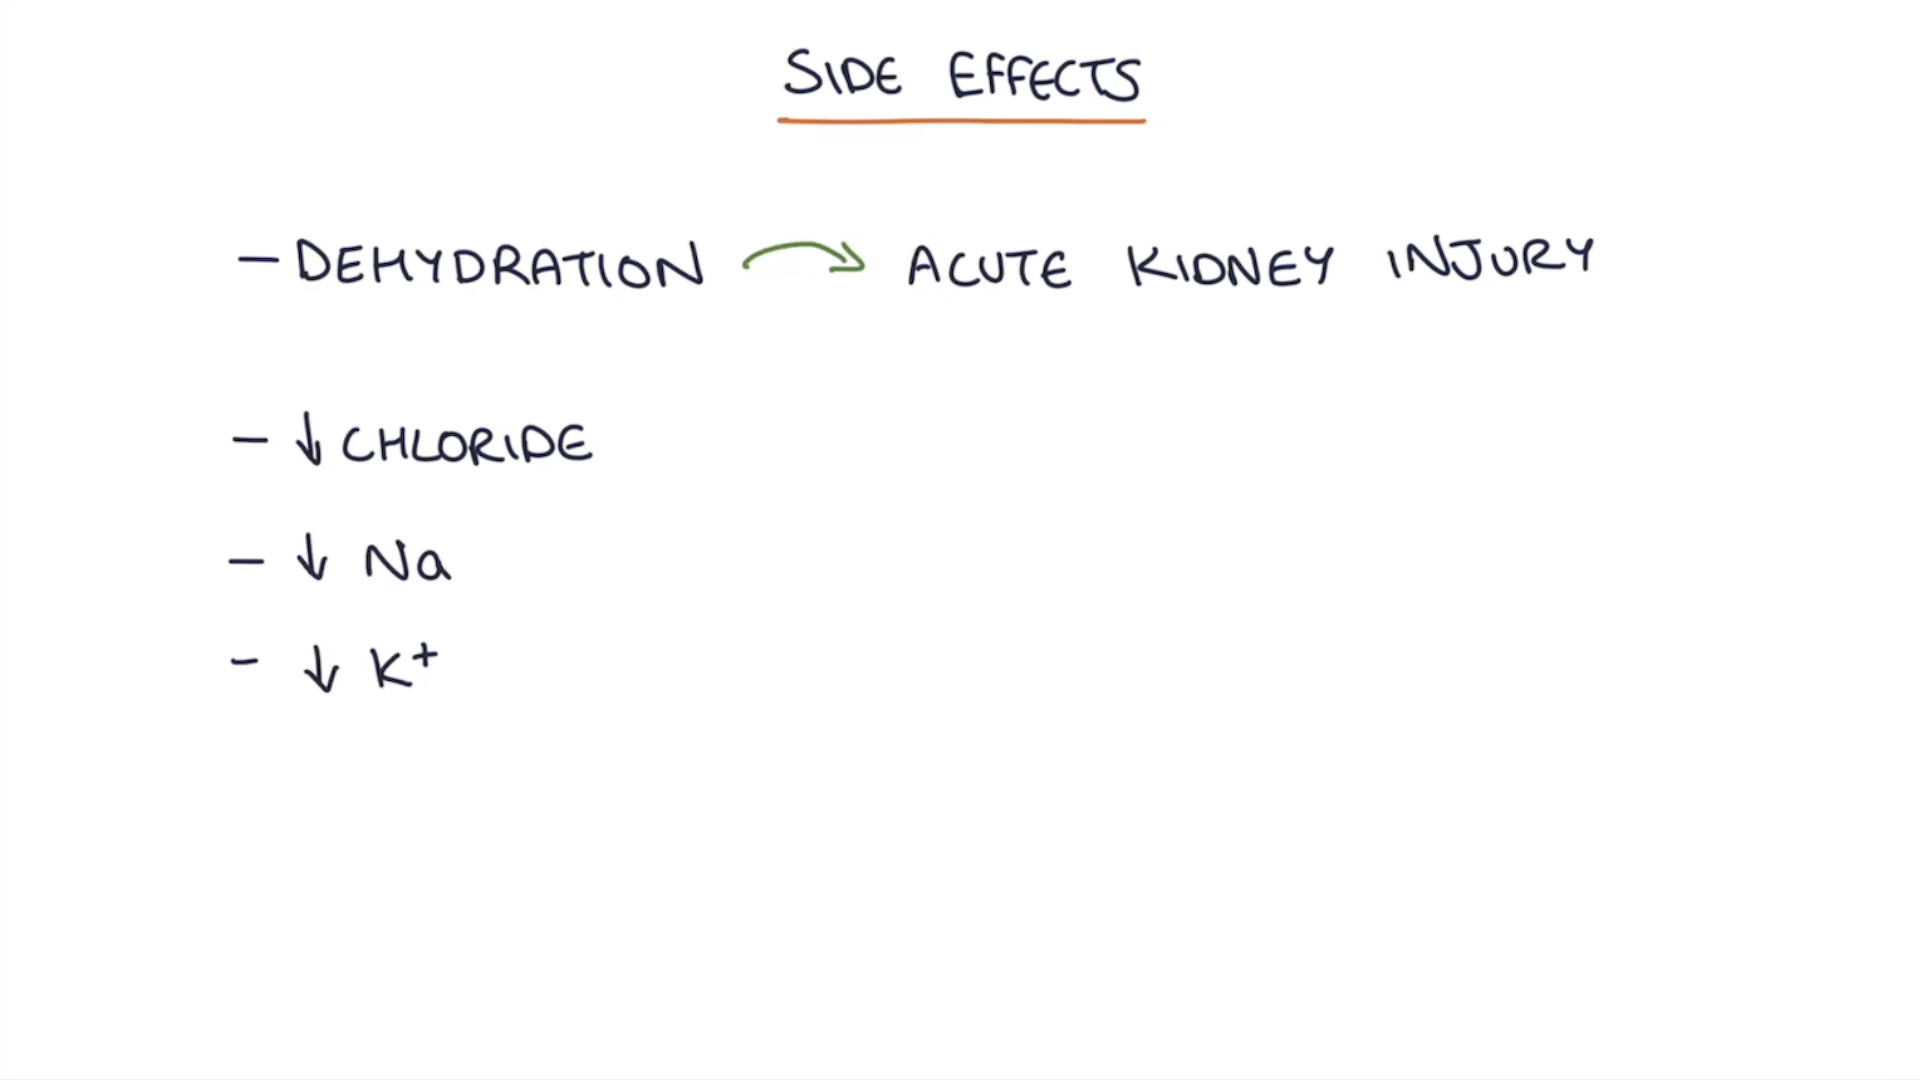 SIDE EFFECTS
- DEHYDRATION → ACUTE KIDNEY INJURY
- ↓ CHLORIDE
- ↓ Na
- ↓ K+